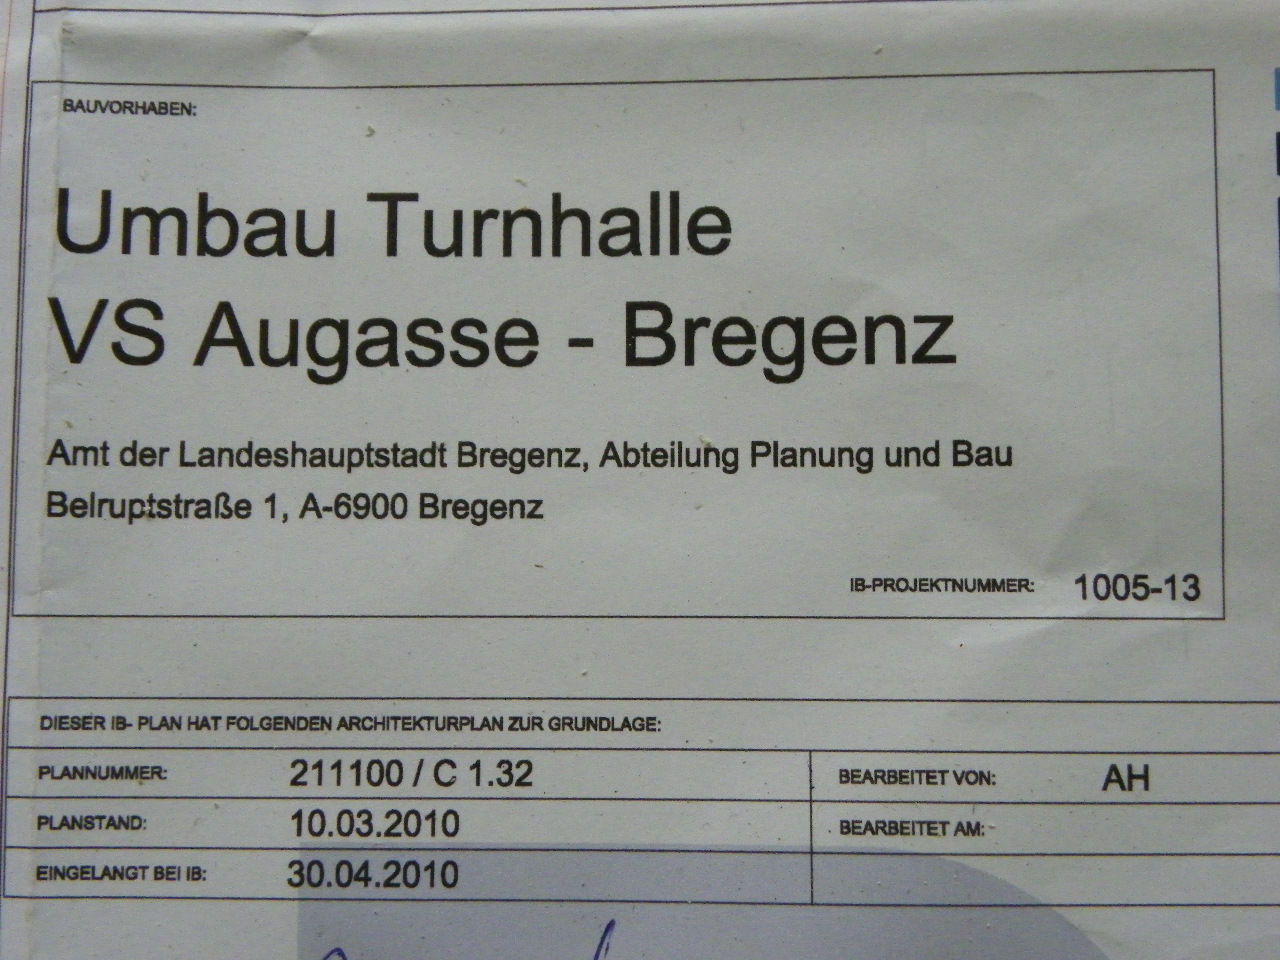 BAUVORHABEN:
Umbau Turnhalle
VS Augasse - Bregenz
Amt der Landeshauptstadt Bregenz, Abteilung Planung und Bau
Belruptstraße 1, A-6900 Bregenz
IB-PROJEKTNUMMER: 1005-13
DIESER IB- PLAN HAT FOLGENDEN ARCHITEKTURPLAN ZUR GRUNDLAGE:
PLANNUMMER: 211100 / C 1.32 BEARBEITET VON: AH
PLANSTAND: 10.03.2010 BEARBEITET AM:
EINGELANGT BEI IB: 30.04.2010